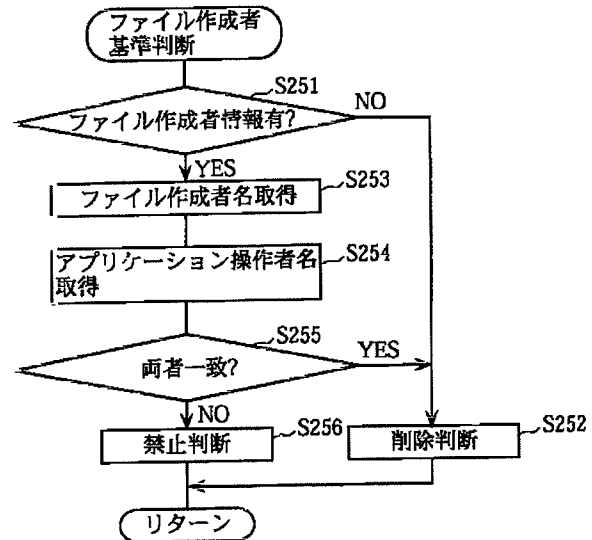 ファイル作成者
基準判断
S251
ファイル作成者情報有?
NO
YES
ファイル作成者名取得
S253
アプリケーション操作者名
取得
S254
S255
両者一致?
YES
NO
禁止判断
S256
削除判断
S252
リターン